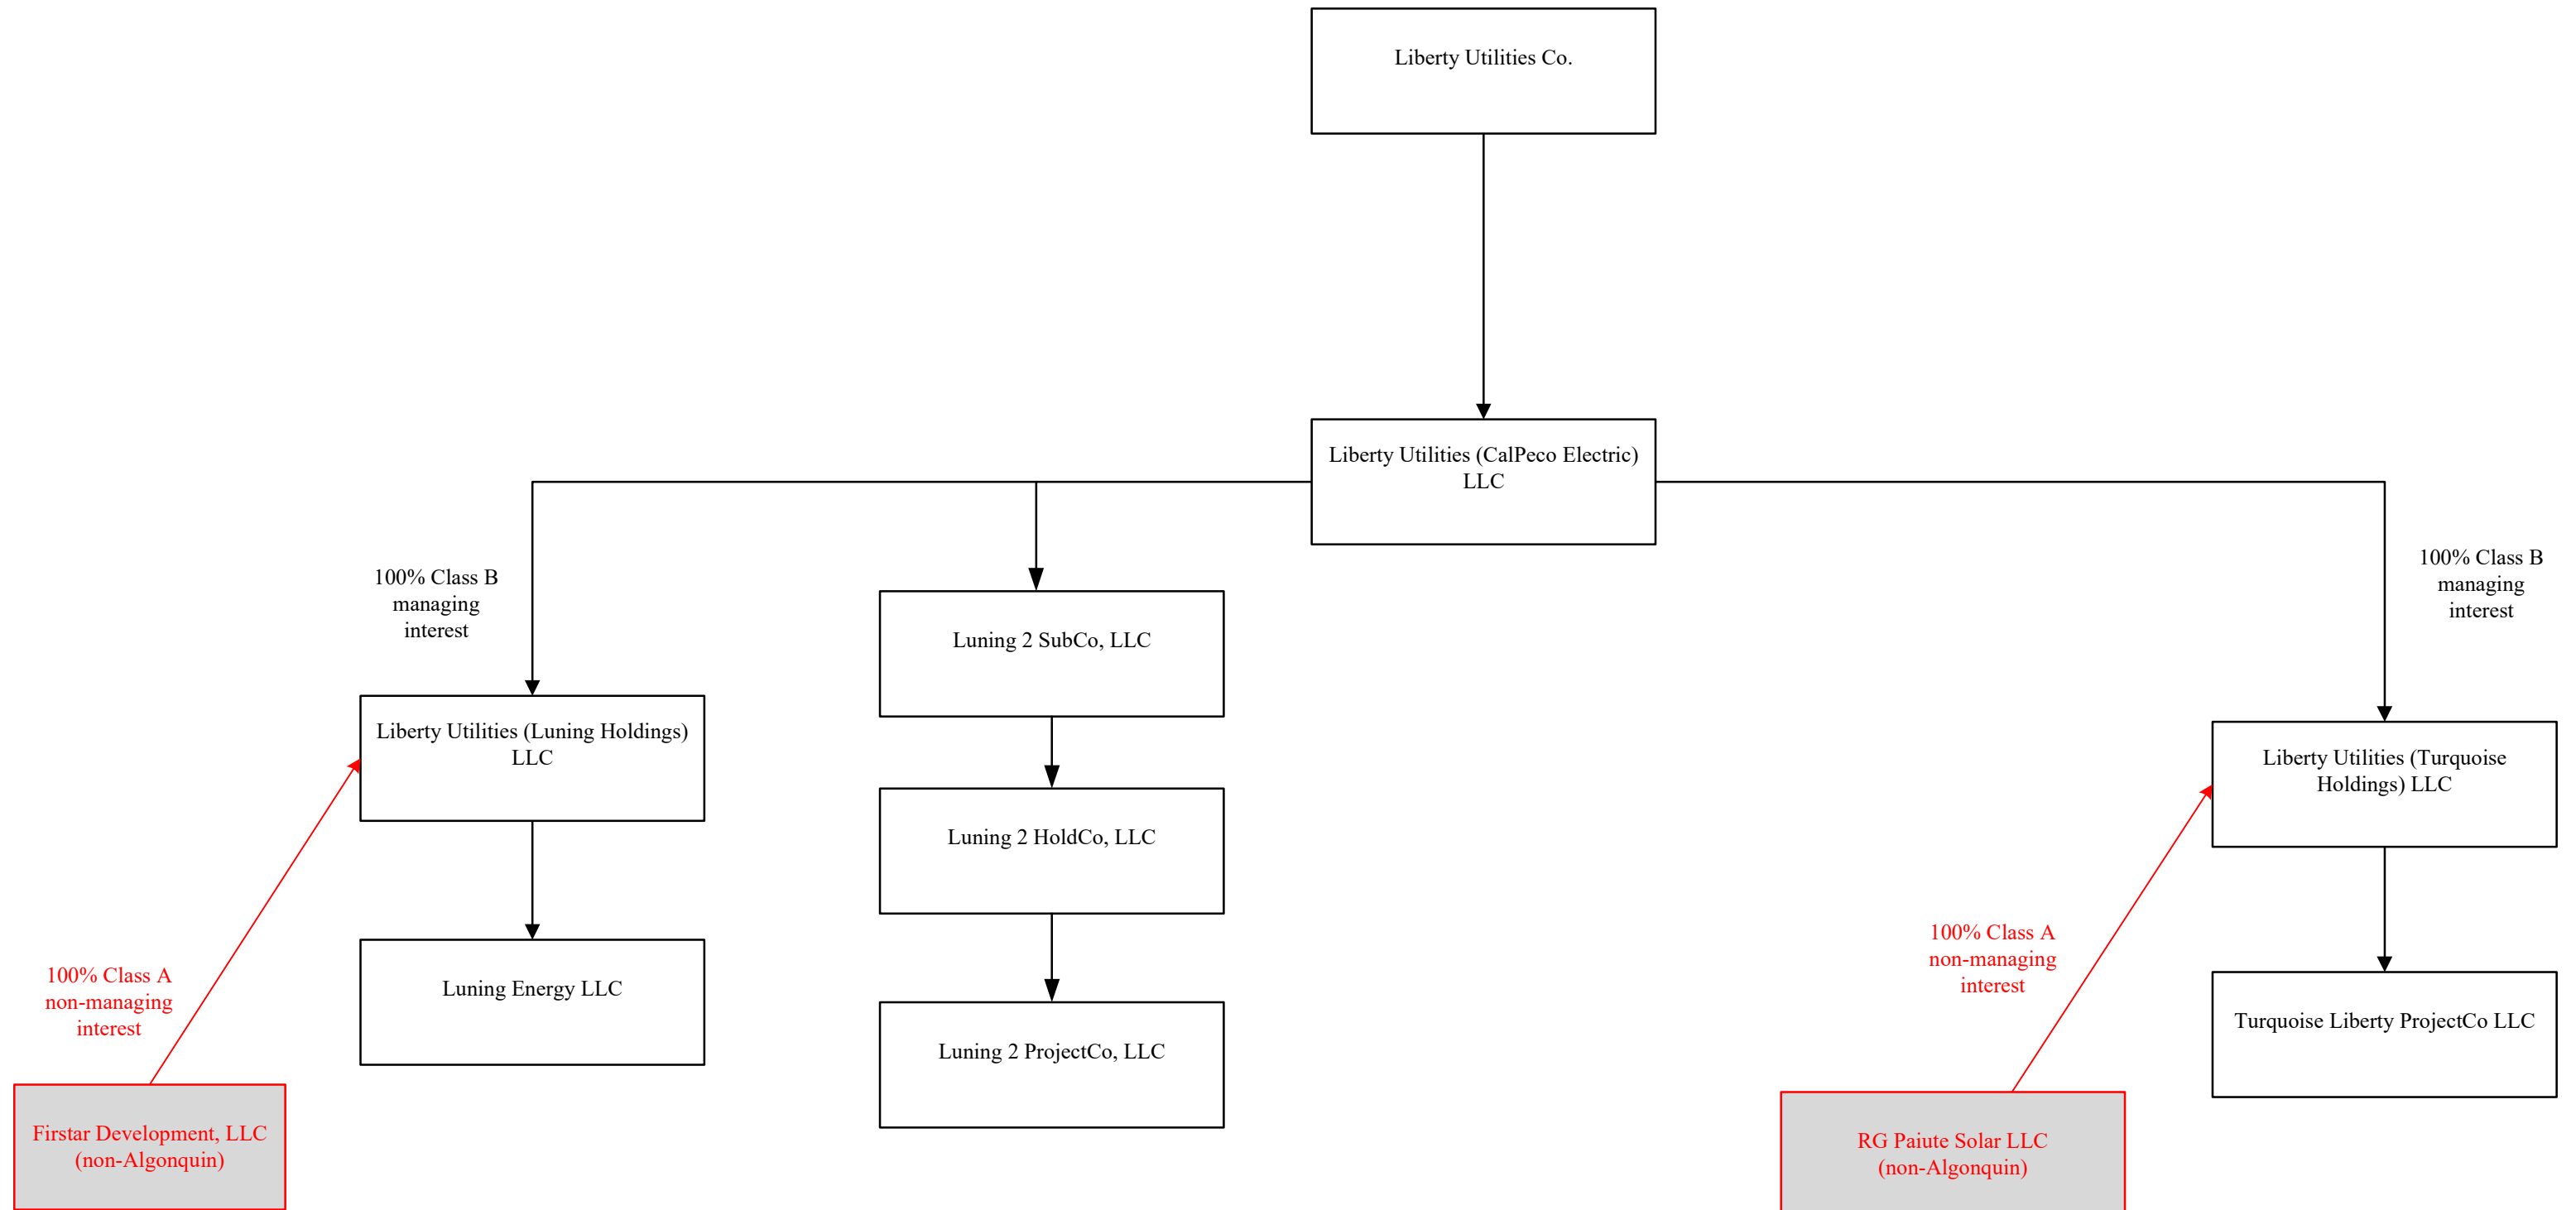 Liberty Utilities Co.
Liberty Utilities (CalPeco Electric)
LLC
100% Class B
managing
interest
100% Class B
managing
interest
Luning 2 SubCo, LLC
Liberty Utilities (Luning Holdings)
LLC
Liberty Utilities (Turquoise
Holdings) LLC
Luning 2 HoldCo, LLC
100% Class A
non-managing
interest
100% Class A
non-managing
interest
Luning Energy LLC
Luning 2 ProjectCo, LLC
Turquoise Liberty ProjectCo LLC
Firstar Development, LLC
(non-Algonquin)
RG Paiute Solar LLC
(non-Algonquin)